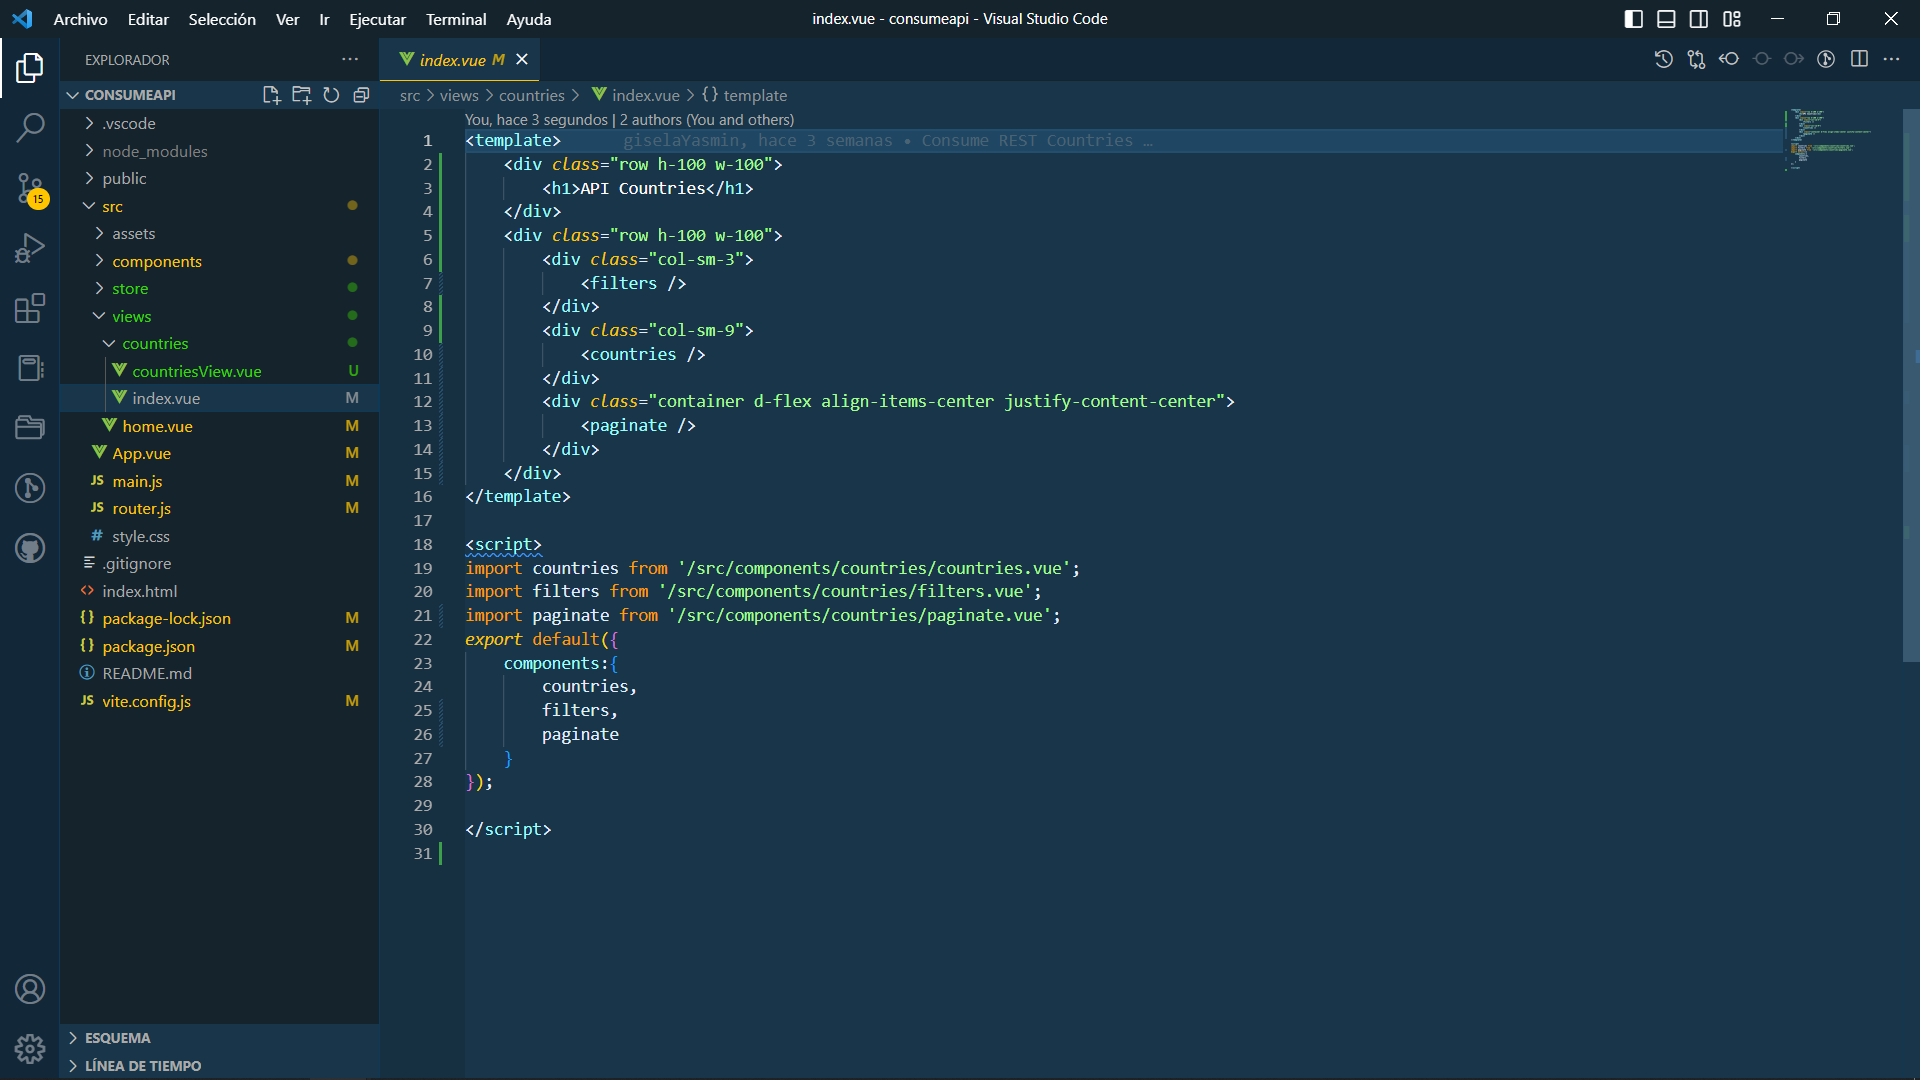 Archivo Editar Selección Ver Ir Ejecutar Terminal Ayuda
index.vue - consumeapi - Visual Studio Code
EXPLORADOR
CONSUMEAPI
.vscode
node_modules
public
src
assets
components
store
views
countries
countriesView.vue U
index.vue M
home.vue M
App.vue M
JS main.js M
JS router.js M
# style.css
.gitignore
<> index.html
{} package-lock.json M
{} package.json M
README.md
JS vite.config.js M
ESQUEMA
LÍNEA DE TIEMPO
15
index.vue M
src > views > countries > index.vue > {} template
You, hace 3 segundos | 2 authors (You and others)
1 <template> giselaYasmin, hace 3 semanas • Consume REST Countries …
2 <div class="row h-100 w-100">
3 <h1>API Countries</h1>
4 </div>
5 <div class="row h-100 w-100">
6 <div class="col-sm-3">
7 <filters />
8 </div>
9 <div class="col-sm-9">
10 <countries />
11 </div>
12 <div class="container d-flex align-items-center justify-content-center">
13 <paginate />
14 </div>
15 </div>
16 </template>
17
18 <script>
19 import countries from '/src/components/countries/countries.vue';
20 import filters from '/src/components/countries/filters.vue';
21 import paginate from '/src/components/countries/paginate.vue';
22 export default({
23 components:{
24 countries,
25 filters,
26 paginate
27 }
28 });
29
30 </script>
31